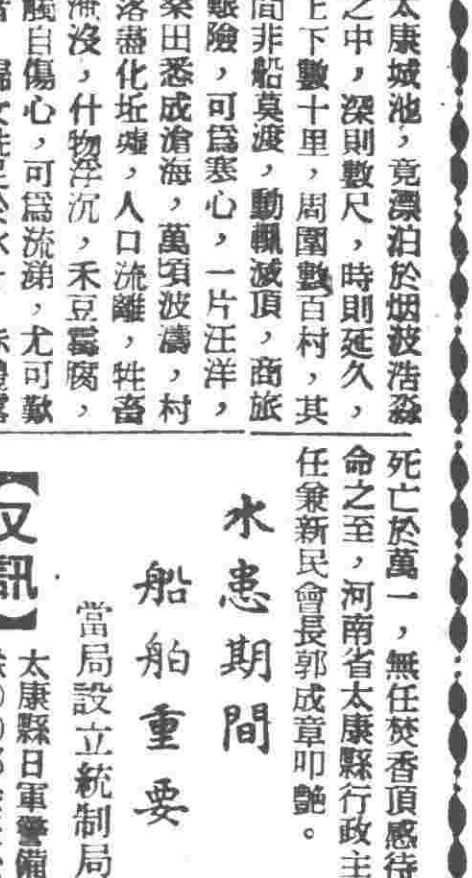 太康城池，竟漂泊於烟波浩淼
之中，深則數尺，時則延久，
上下數十里，周圍數百村，其
間非船莫渡，動輒滅頂，商旅
艱險，可爲寒心，一片汪洋，
桑田悉成滄海，萬頃波濤，村
落盡化坵墟，人口流離，牲畜
淹沒，什物浮沉，禾豆霉腐，
觸自傷心，可爲流涕，尤可歎
死亡於萬一，無任焚香頂感待
命之至，河南省太康縣行政主
任兼新民會長郭成章叩艷。
水患期間
船舶重要
當局設立統制局
【又訊】太康縣日軍警備